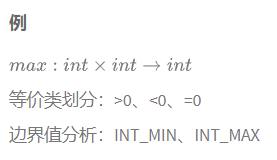 例
max : int × int → int
等价类划分：>0、<0、=0
边界值分析：INT_MIN、INT_MAX